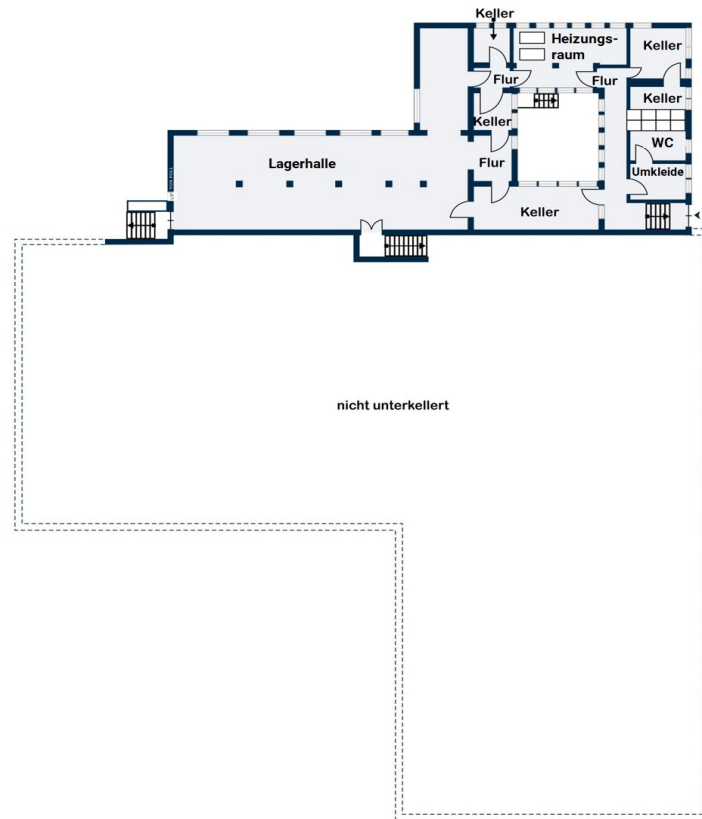 Keller
Heizungs-
raum
Keller
Flur
Flur
Keller
Keller
WC
Lagerhalle
Flur
Umkleide
Keller
nicht unterkellert